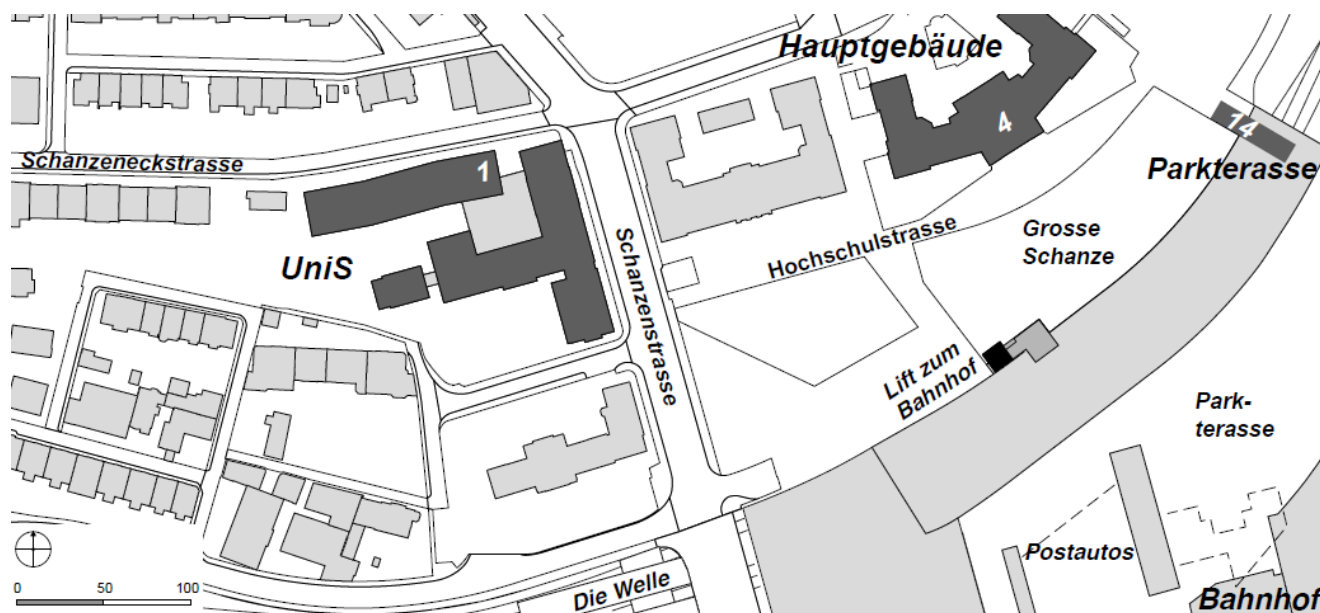 Hauptgebäude
4
14
Parkterasse
Schanzeneckstrasse
1
UniS
Schanzenstrasse
Hochschulstrasse
Grosse
Schanze
Lift zum
Bahnhof
Park-
terasse
Postautos
Die Welle
Bahnhof
0 50 100